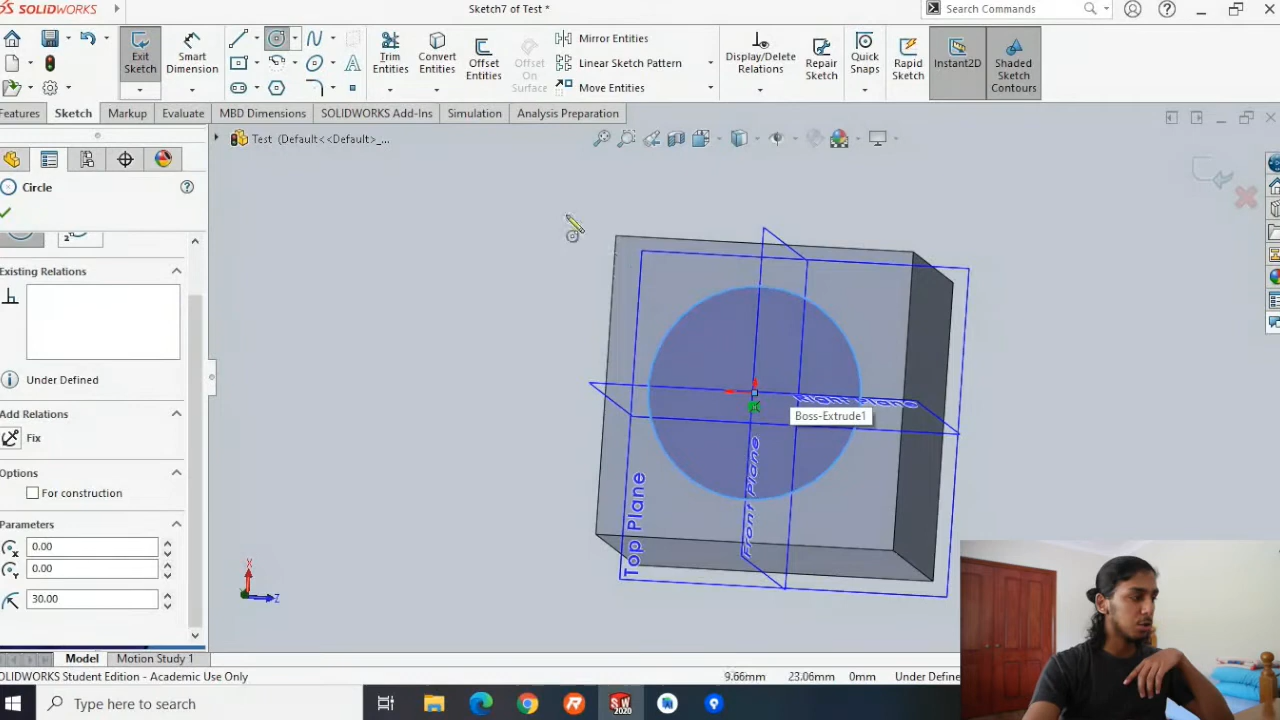 SOLIDWORKS
Sketch7 of Test *
Search Commands
Exit Sketch
Smart Dimension
Trim Entities
Convert Entities
Offset Entities
Offset On Surface
Mirror Entities
Linear Sketch Pattern
Move Entities
Display/Delete Relations
Repair Sketch
Quick Snaps
Rapid Sketch
Instant2D
Shaded Sketch Contours
Features
Sketch
Markup
Evaluate
MBD Dimensions
SOLIDWORKS Add-Ins
Simulation
Analysis Preparation
Test (Default<<Default>_...
Circle
Existing Relations
Under Defined
Add Relations
Fix
Options
For construction
Parameters
0.00
0.00
30.00
Boss-Extrude1
Top Plane
Front Plane
X
Z
Model
Motion Study 1
OLIDWORKS Student Edition - Academic Use Only
9.66mm
23.06mm
0mm
Under Define
Type here to search
SW
2020